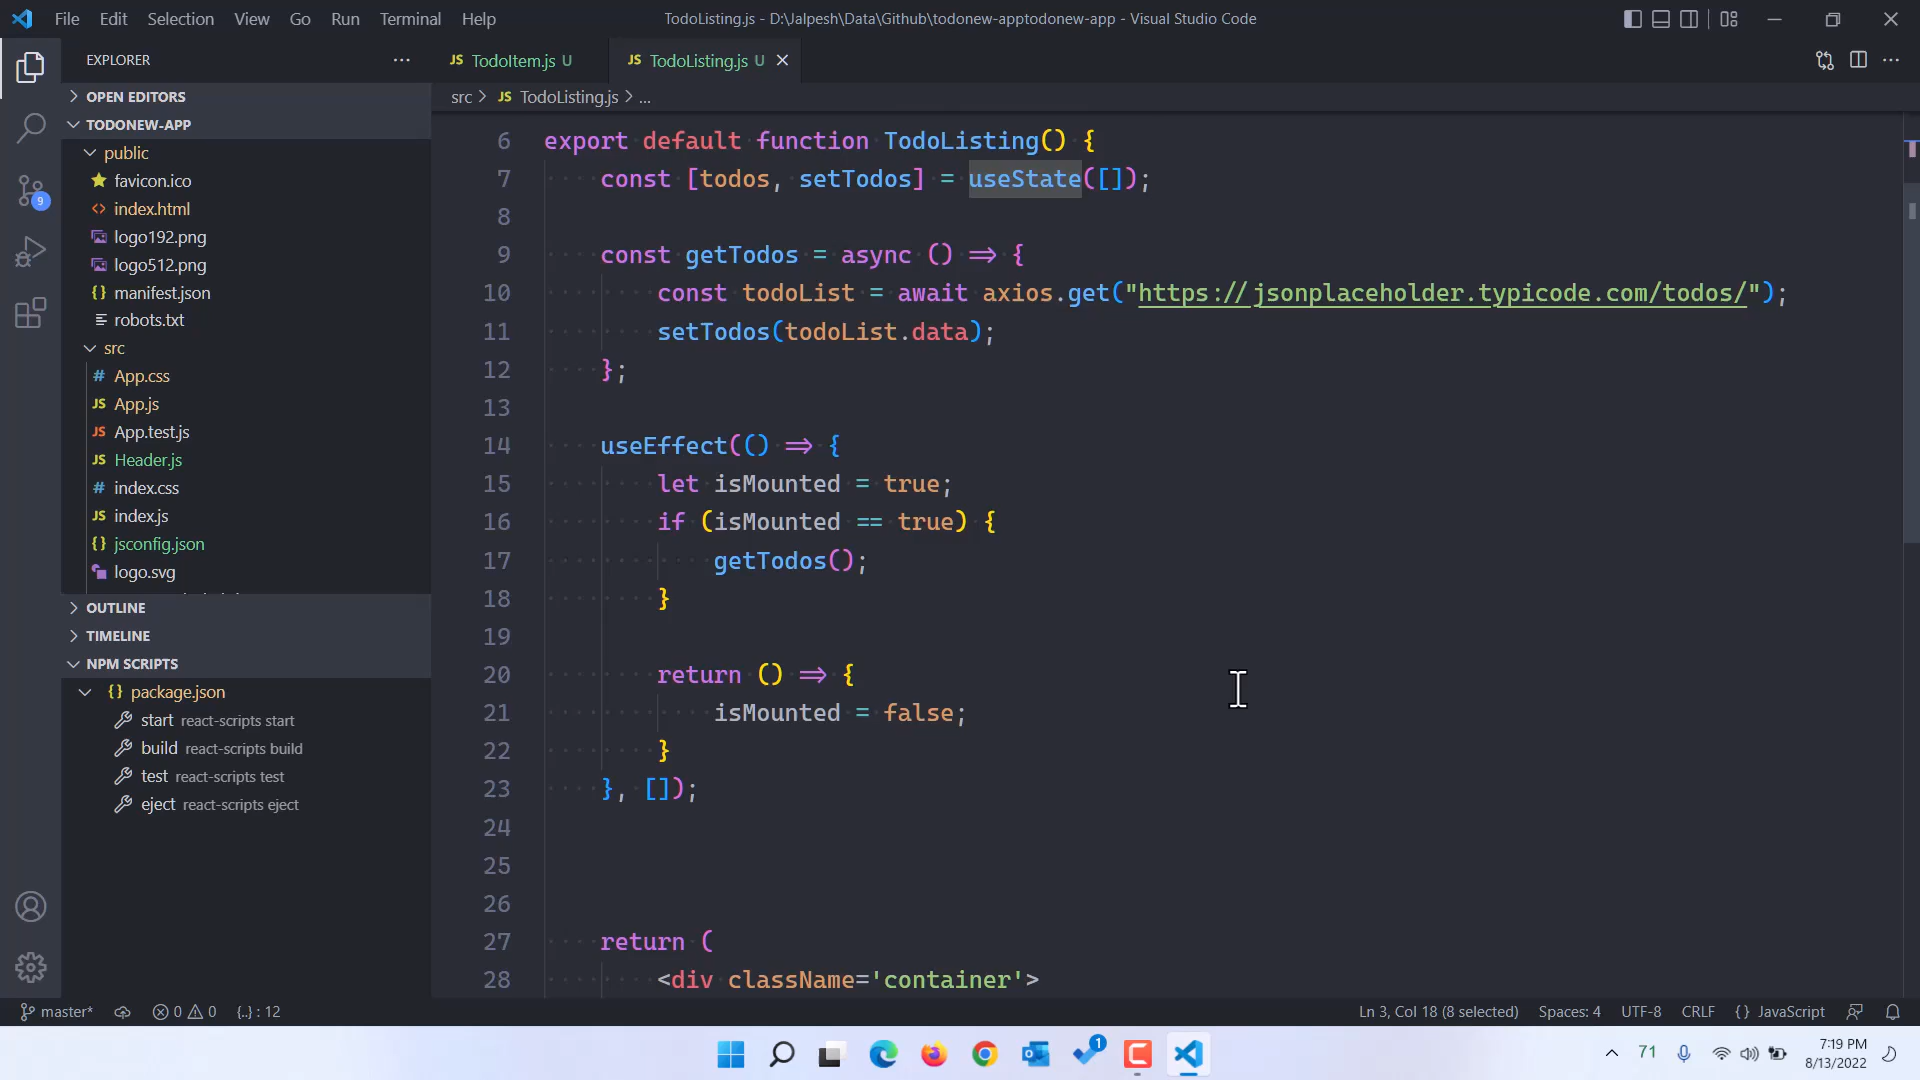 File Edit Selection View Go Run Terminal Help
TodoListing.js - D:\Jalpesh\Data\Github\todonew-apptodonew-app - Visual Studio Code
EXPLORER
OPEN EDITORS
TODONEW-APP
public
favicon.ico
index.html
logo192.png
logo512.png
manifest.json
robots.txt
src
App.css
App.js
App.test.js
Header.js
index.css
index.js
jsconfig.json
logo.svg
OUTLINE
TIMELINE
NPM SCRIPTS
package.json
start react-scripts start
build react-scripts build
test react-scripts test
eject react-scripts eject
9
JS TodoItem.js U
JS TodoListing.js U
src > JS TodoListing.js > ...
6 export default function TodoListing() {
7 const [todos, setTodos] = useState([]);
8
9 const getTodos = async () => {
10 const todoList = await axios.get("https://jsonplaceholder.typicode.com/todos/");
11 setTodos(todoList.data);
12 };
13
14 useEffect(() => {
15 let isMounted = true;
16 if (isMounted == true) {
17 getTodos();
18 }
19
20 return () => {
21 isMounted = false;
22 }
23 }, []);
24
25
26
27 return (
28 <div className='container'>
master* 0 0 {..} : 12
Ln 3, Col 18 (8 selected) Spaces: 4 UTF-8 CRLF {} JavaScript
1
71
7:19 PM
8/13/2022